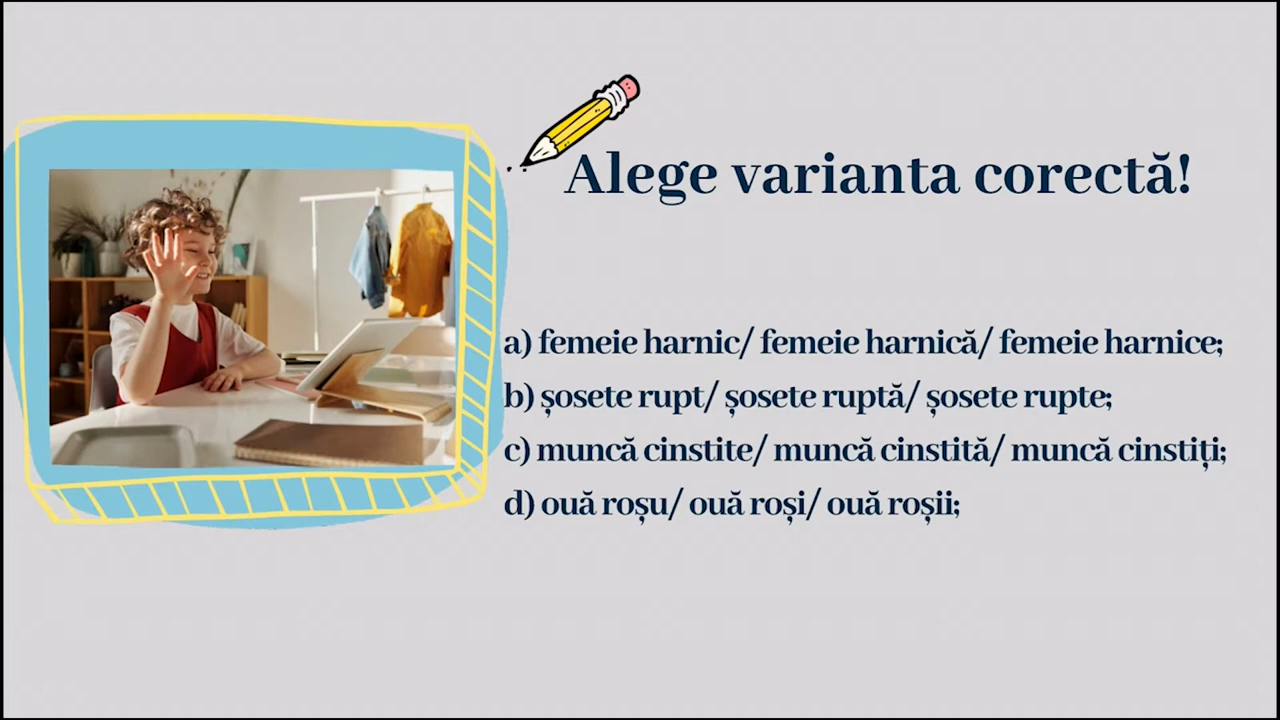 Alege varianta corectă!
a) femeie harnic/ femeie harnică/ femeie harnice;
b) șosete rupt/ șosete ruptă/ șosete rupte;
c) muncă cinstite/ muncă cinstită/ muncă cinstiți;
d) ouă roșu/ ouă roși/ ouă roșii;